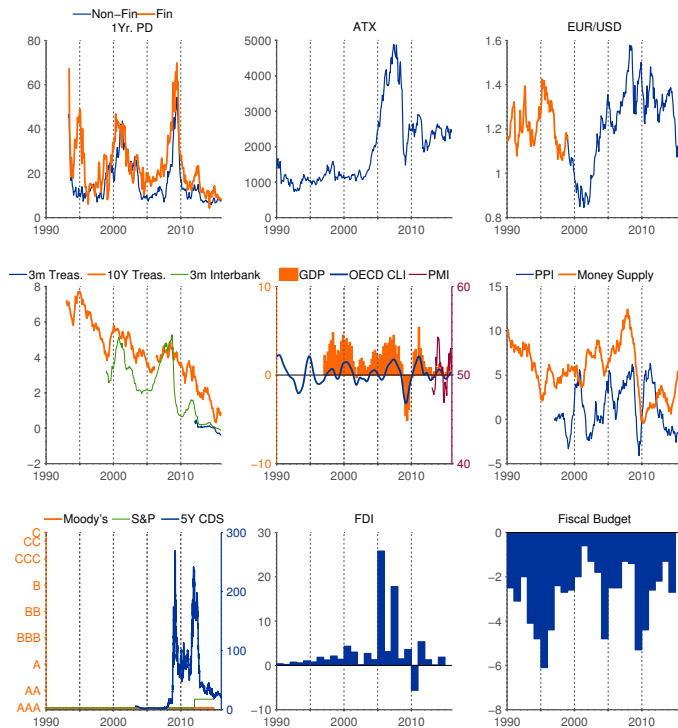 Non−Fin Fin
1Yr. PD
ATX
EUR/USD
80
60
40
20
0
1990 2000 2010
5000
4000
3000
2000
1000
0
1990 2000 2010
1.6
1.4
1.2
1
0.8
1990 2000 2010
3m Treas. 10Y Treas. 3m Interbank
GDP OECD CLI PMI
PPI Money Supply
8
6
4
2
0
−2
1990 2000 2010
10
0
−10
60
50
40
1990 2000 2010
15
10
5
0
−5
1990 2000 2010
Moody's S&P 5Y CDS
FDI
Fiscal Budget
C
CC
CCC
B
BB
BBB
A
AA
AAA
300
200
100
0
1990 2000 2010
30
20
10
0
−10
1990 2000 2010
0
−2
−4
−6
−8
1990 2000 2010